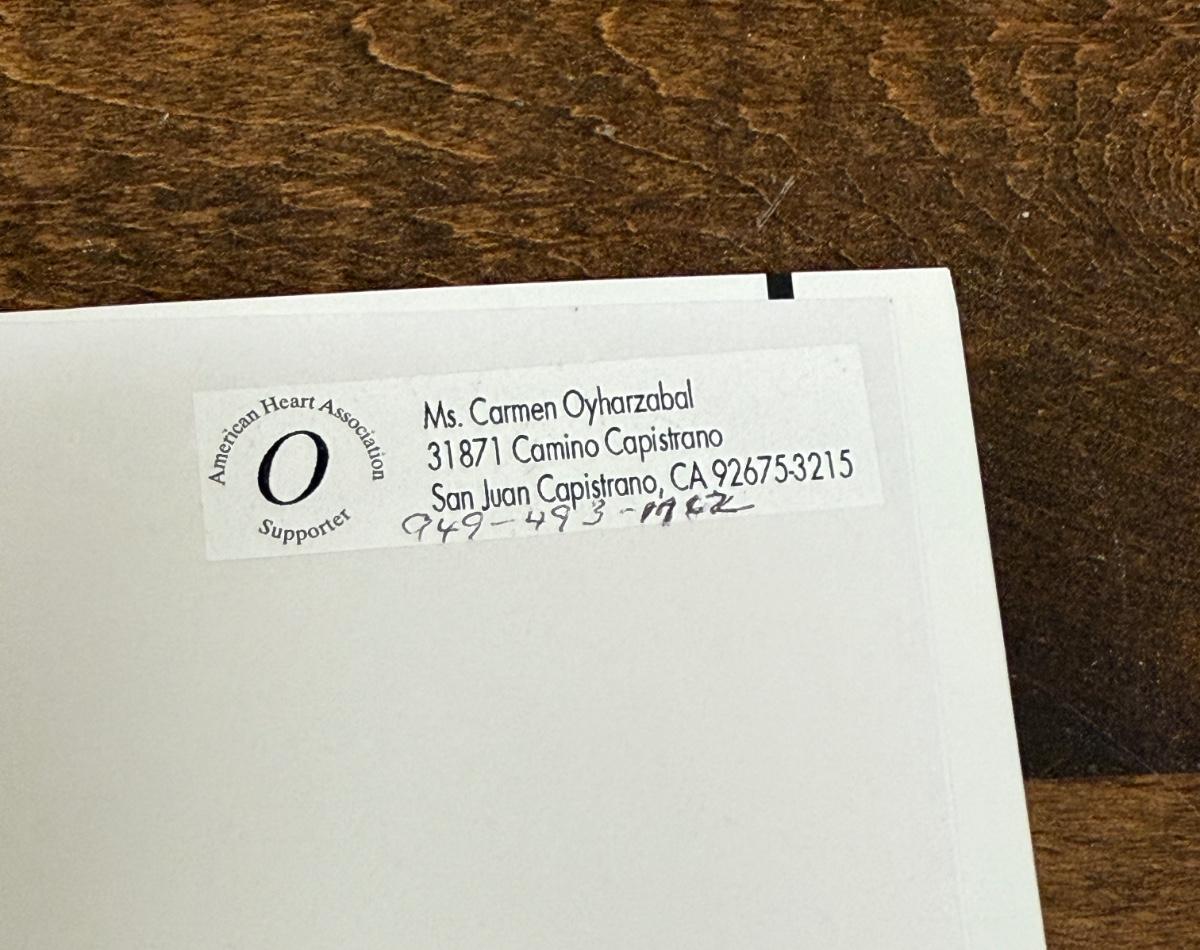 American Heart Association
O
Supporter
Ms. Carmen Oyharzabal
31871 Camino Capistrano
San Juan Capistrano, CA 92675-3215
949-493-